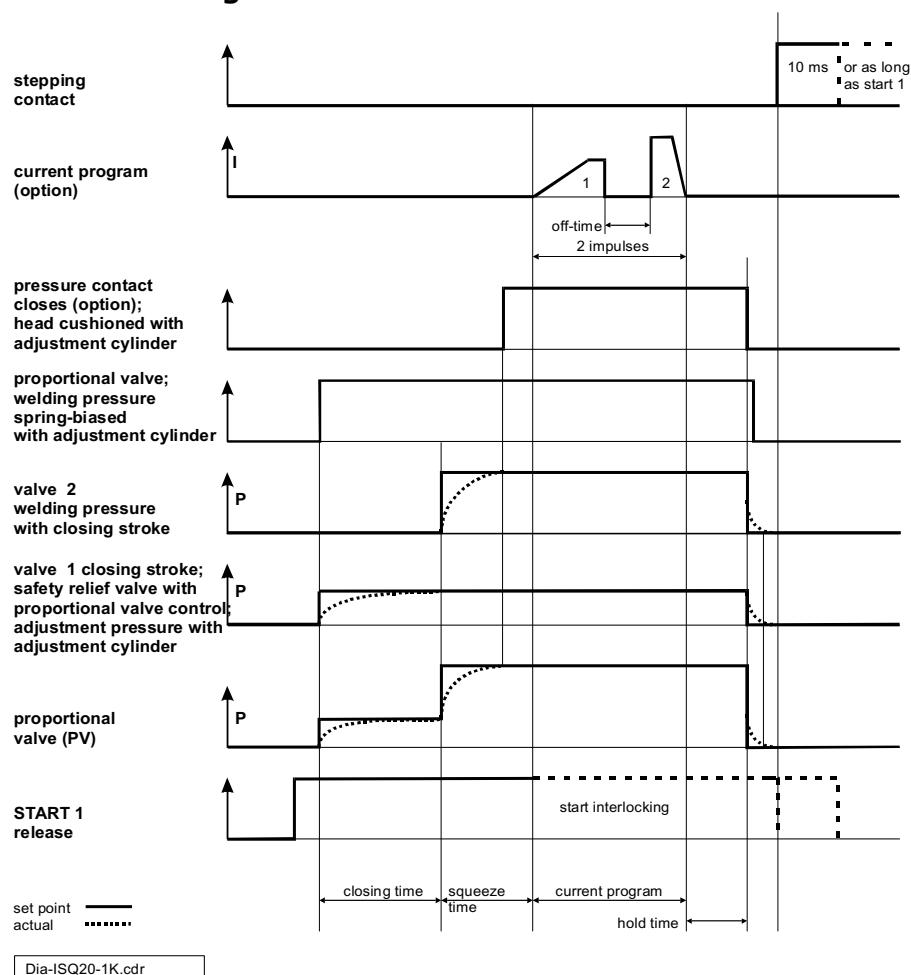 stepping
contact
10 ms
or as long
as start 1
current program
(option)
I
1
2
off-time
2 impulses
pressure contact
closes (option);
head cushioned with
adjustment cylinder
proportional valve;
welding pressure
spring-biased
with adjustment cylinder
valve 2
welding pressure
with closing stroke
P
valve 1 closing stroke;
safety relief valve with
proportional valve control;
adjustment pressure with
adjustment cylinder
P
proportional
valve (PV)
P
START 1
release
start interlocking
closing time
squeeze
time
current program
hold time
set point
actual
Dia-ISQ20-1K.cdr